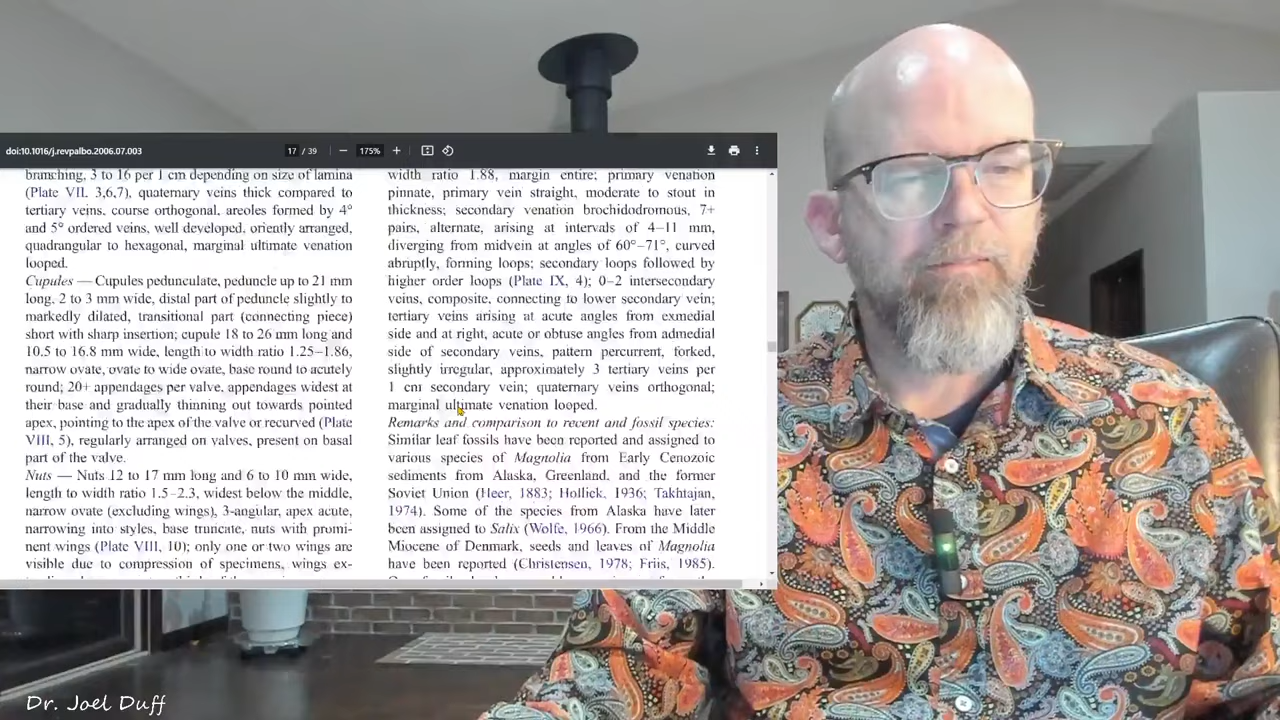 doi:10.1016/j.revpalbo.2006.07.003
17 / 39
175%
branching, 3 to 16 per 1 cm depending on size of lamina
(Plate VII. 3,6,7), quaternary veins thick compared to
tertiary veins, course orthogonal, areoles formed by 4°
and 5° ordered veins, well developed, oriently arranged,
quadrangular to hexagonal, marginal ultimate venation
looped.
Cupules — Cupules pedunculate, peduncle up to 21 mm
long, 2 to 3 mm wide, distal part of peduncle slightly to
markedly dilated, transitional part (connecting piece)
short with sharp insertion; cupule 18 to 26 mm long and
10.5 to 16.8 mm wide, length to width ratio 1.25–1.86,
narrow ovate, ovate to wide ovate, base round to acutely
round; 20+ appendages per valve, appendages widest at
their base and gradually thinning out towards pointed
apex, pointing to the apex of the valve or recurved (Plate
VIII, 5), regularly arranged on valves, present on basal
part of the valve.
Nuts — Nuts 12 to 17 mm long and 6 to 10 mm wide,
length to width ratio 1.5–2.3, widest below the middle,
narrow ovate (excluding wings), 3-angular, apex acute,
narrowing into styles, base truncate, nuts with promi-
nent wings (Plate VIII, 10); only one or two wings are
visible due to compression of specimens, wings ex-
width ratio 1.88, margin entire; primary venation
pinnate, primary vein straight, moderate to stout in
thickness; secondary venation brochidodromous, 7+
pairs, alternate, arising at intervals of 4–11 mm,
diverging from midvein at angles of 60°–71°, curved
abruptly, forming loops; secondary loops followed by
higher order loops (Plate IX, 4); 0–2 intersecondary
veins, composite, connecting to lower secondary vein;
tertiary veins arising at acute angles from exmedial
side and at right, acute or obtuse angles from admedial
side of secondary veins, pattern percurrent, forked,
slightly irregular, approximately 3 tertiary veins per
1 cm secondary vein; quaternary veins orthogonal;
marginal ultimate venation looped.
Remarks and comparison to recent and fossil species:
Similar leaf fossils have been reported and assigned to
various species of Magnolia from Early Cenozoic
sediments from Alaska, Greenland, and the former
Soviet Union (Heer, 1883; Hollick, 1936; Takhtajan,
1974). Some of the species from Alaska have later
been assigned to Salix (Wolfe, 1966). From the Middle
Miocene of Denmark, seeds and leaves of Magnolia
have been reported (Christensen, 1978; Friis, 1985).
Dr. Joel Duff